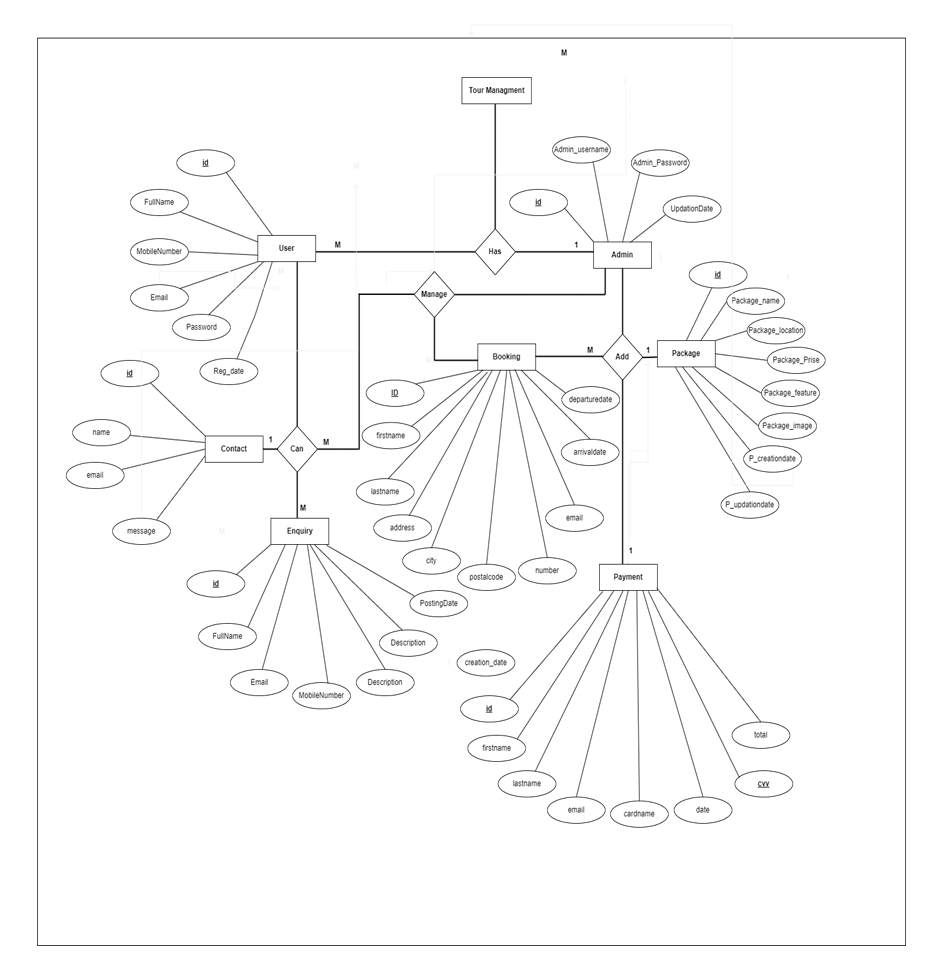 M
Tour Managment
Admin_username
id
Admin_Password
FullName
id
UpdationDate
User
M
Has
1
Admin
MobileNumber
id
Email
Manage
Package_name
Password
Package_location
Booking
M
Add
1
Package
Package_Prise
Reg_date
id
ID
departuredate
Package_feature
name
firstname
Package_image
Contact
1
Can
M
arrivaldate
P_creationdate
email
lastname
P_updationdate
M
message
Enquiry
address
email
city
1
id
postalcode
number
Payment
PostingDate
FullName
Description
creation_date
Email
MobileNumber
Description
id
total
firstname
lastname
cvv
email
cardname
date